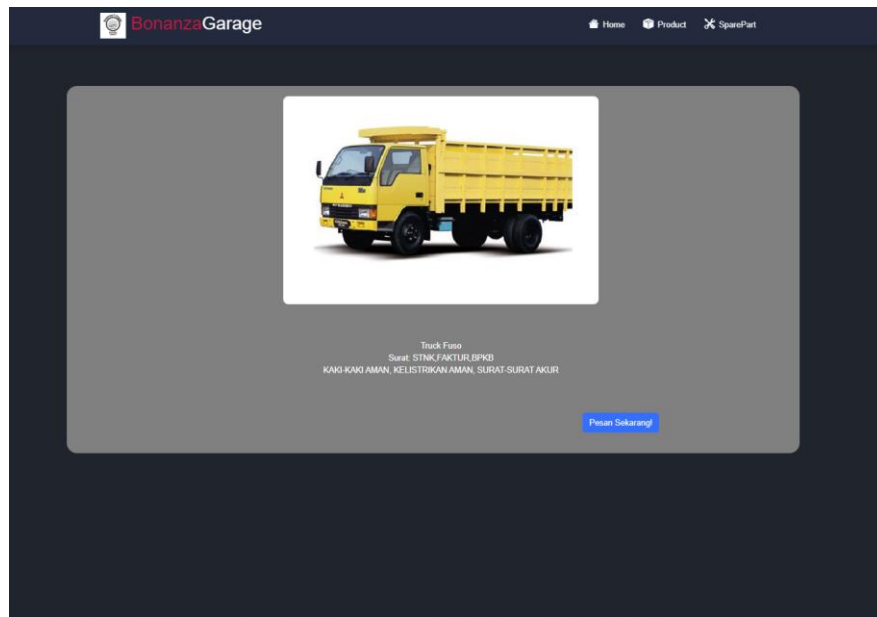 BonanzaGarage
Home
Product
SparePart
Truck Fuso
Surat: STNK,FAKTUR,BPKB
KAKI-KAKI AMAN, KELISTRIKAN AMAN, SURAT-SURAT AKUR
Pesan Sekarang!